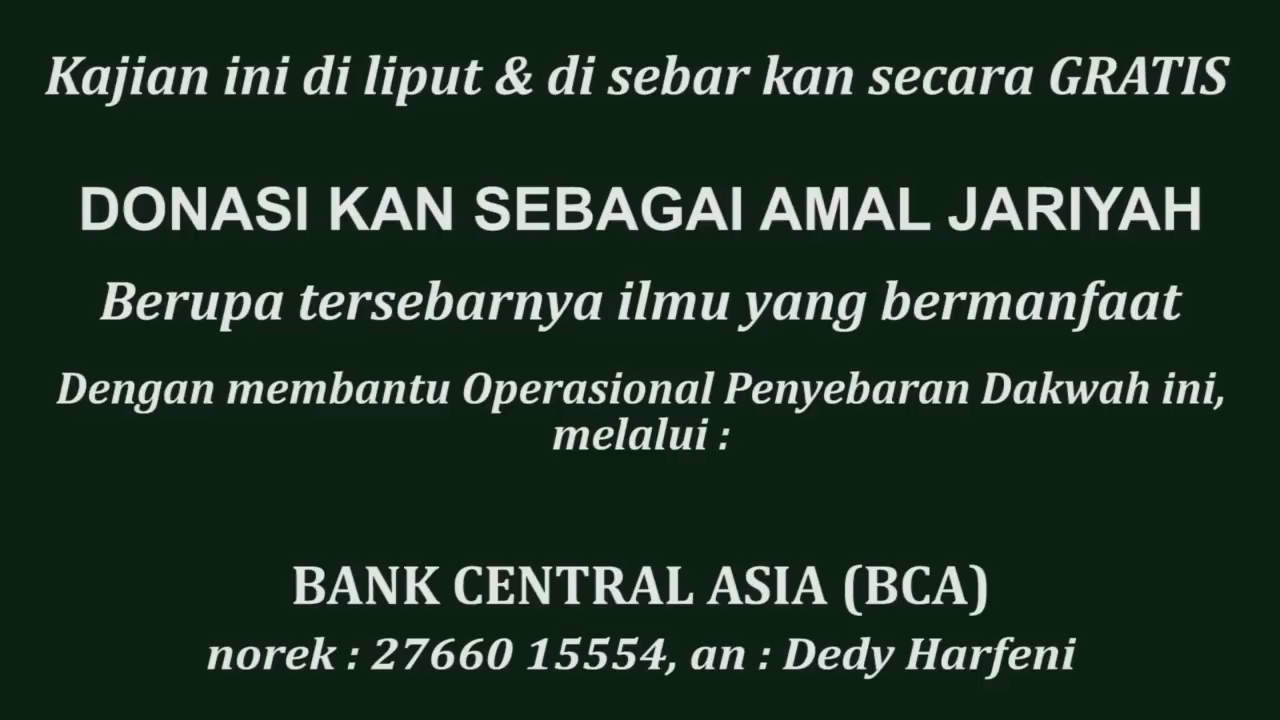 Kajian ini di liput & di sebar kan secara GRATIS
DONASI KAN SEBAGAI AMAL JARIYAH
Berupa tersebarnya ilmu yang bermanfaat
Dengan membantu Operasional Penyebaran Dakwah ini,
melalui :
BANK CENTRAL ASIA (BCA)
norek : 27660 15554, an : Dedy Harfeni